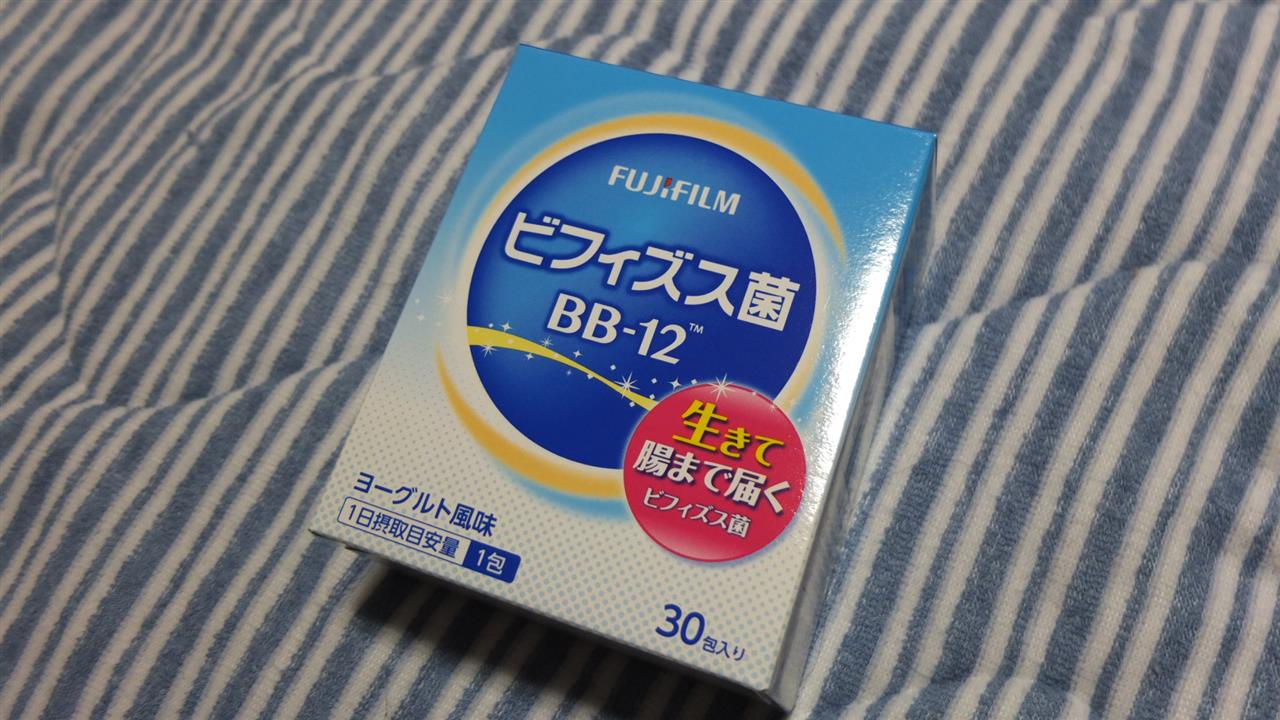 FUJIFILM
ビフィズス菌
BB-12™
生きて
腸まで届く
ビフィズス菌
ヨーグルト風味
1日摂取目安量 1包
30包入り